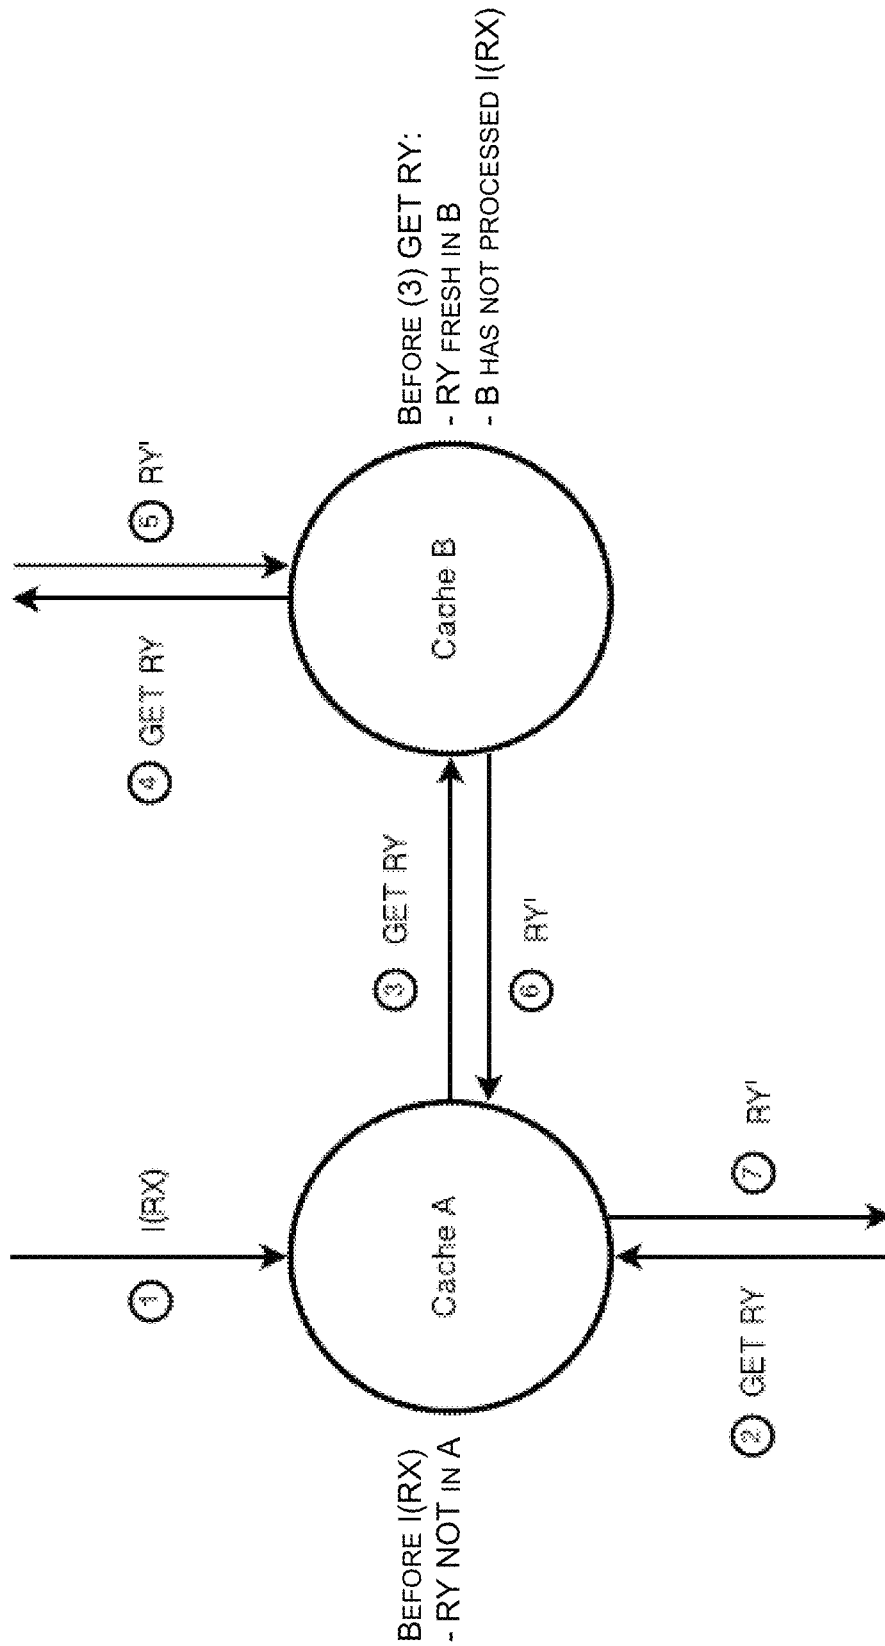 BEFORE I(RX)
- RY NOT IN A
1 I(RX)
Cache A
2 GET RY
7 RY'
3 GET RY
6 RY'
4 GET RY
5 RY'
Cache B
BEFORE (3) GET RY:
- RY FRESH IN B
- B HAS NOT PROCESSED I(RX)